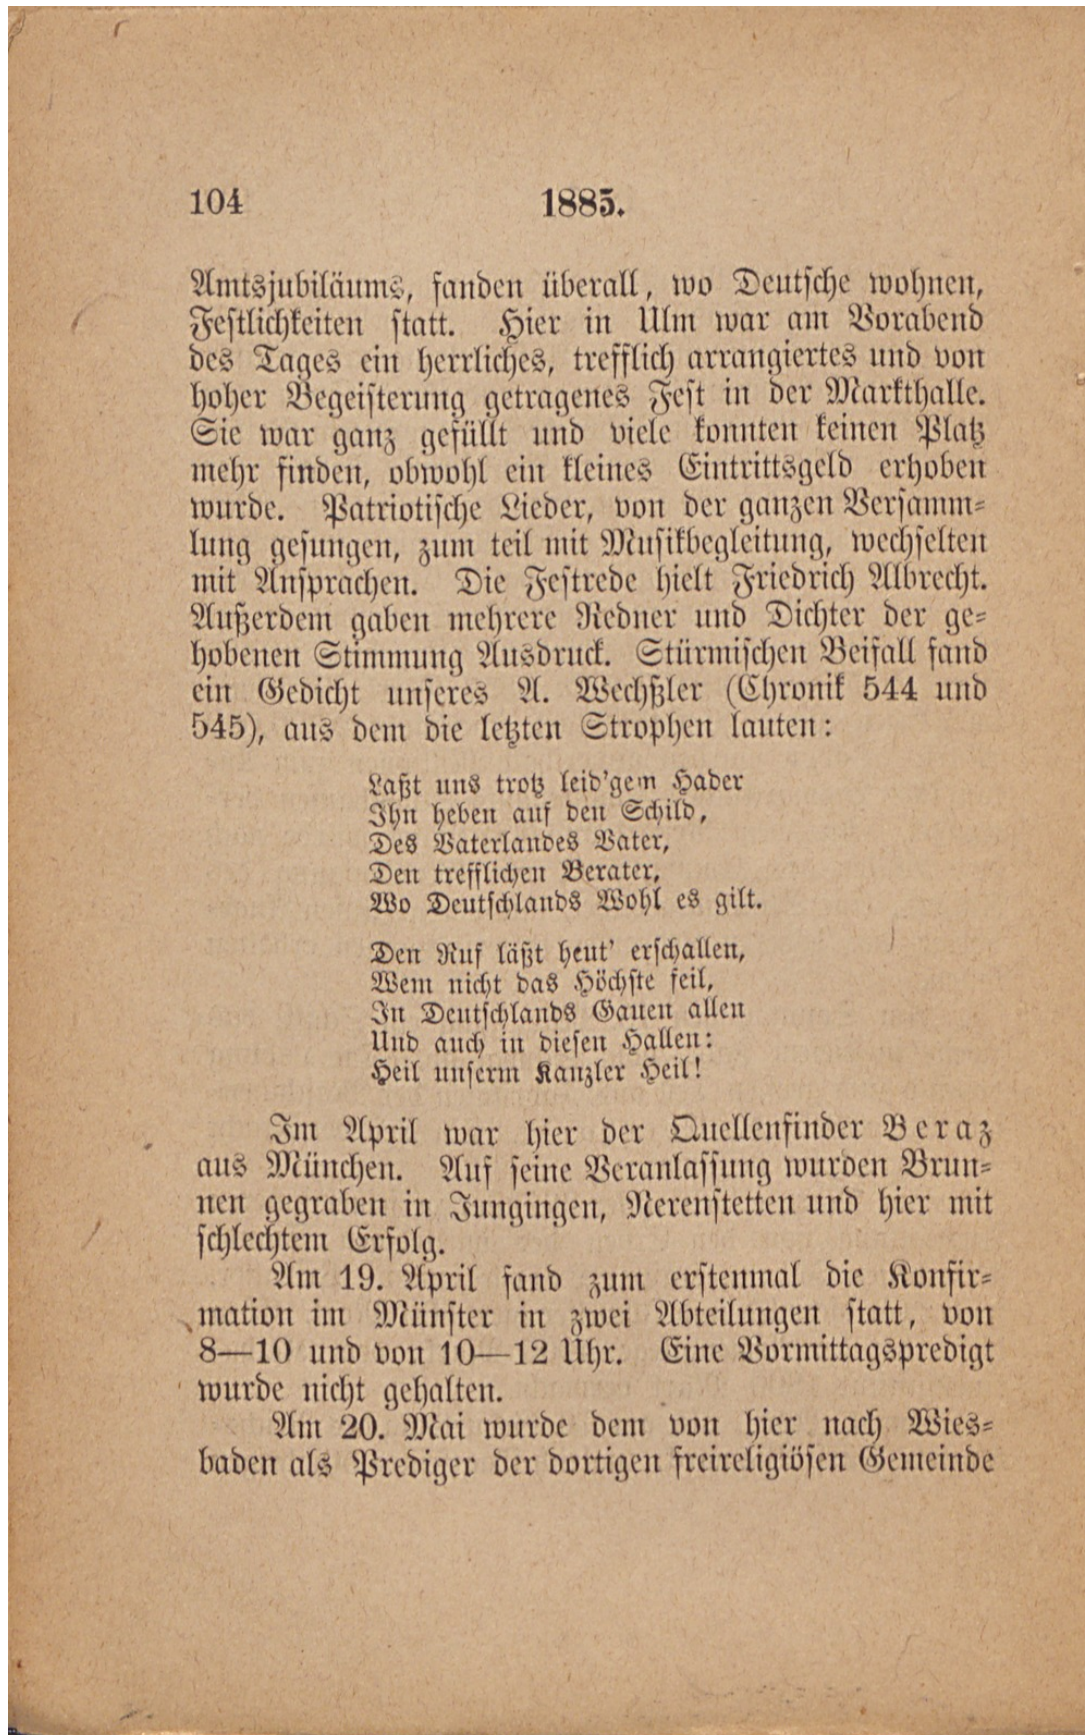 104 1885.
Amtsjubiläums, fanden überall, wo Deutsche wohnen,
Festlichkeiten statt. Hier in Ulm war am Vorabend
des Tages ein herrliches, trefflich arrangiertes und von
hoher Begeisterung getragenes Fest in der Markthalle.
Sie war ganz gefüllt und viele konnten keinen Platz
mehr finden, obwohl ein kleines Eintrittsgeld erhoben
wurde. Patriotische Lieder, von der ganzen Versamm-
lung gesungen, zum teil mit Musikbegleitung, wechselten
mit Ansprachen. Die Festrede hielt Friedrich Albrecht.
Außerdem gaben mehrere Redner und Dichter der ge-
hobenen Stimmung Ausdruck. Stürmischen Beifall fand
ein Gedicht unseres A. Wechßler (Chronik 544 und
545), aus dem die letzten Strophen lauten:
Laßt uns trotz leid'gem Hader
Ihn heben auf den Schild,
Des Vaterlandes Vater,
Den trefflichen Berater,
Wo Deutschlands Wohl es gilt.
Den Ruf läßt heut' erschallen,
Wem nicht das Höchste feil,
In Deutschlands Gauen allen
Und auch in diesen Hallen:
Heil unserm Kanzler Heil!
Im April war hier der Quellenfinder Beraz
aus München. Auf seine Veranlassung wurden Brun-
nen gegraben in Jungingen, Nerenstetten und hier mit
schlechtem Erfolg.
Am 19. April fand zum erstenmal die Konfir-
mation im Münster in zwei Abteilungen statt, von
8—10 und von 10—12 Uhr. Eine Vormittagspredigt
wurde nicht gehalten.
Am 20. Mai wurde dem von hier nach Wies-
baden als Prediger der dortigen freireligiösen Gemeinde